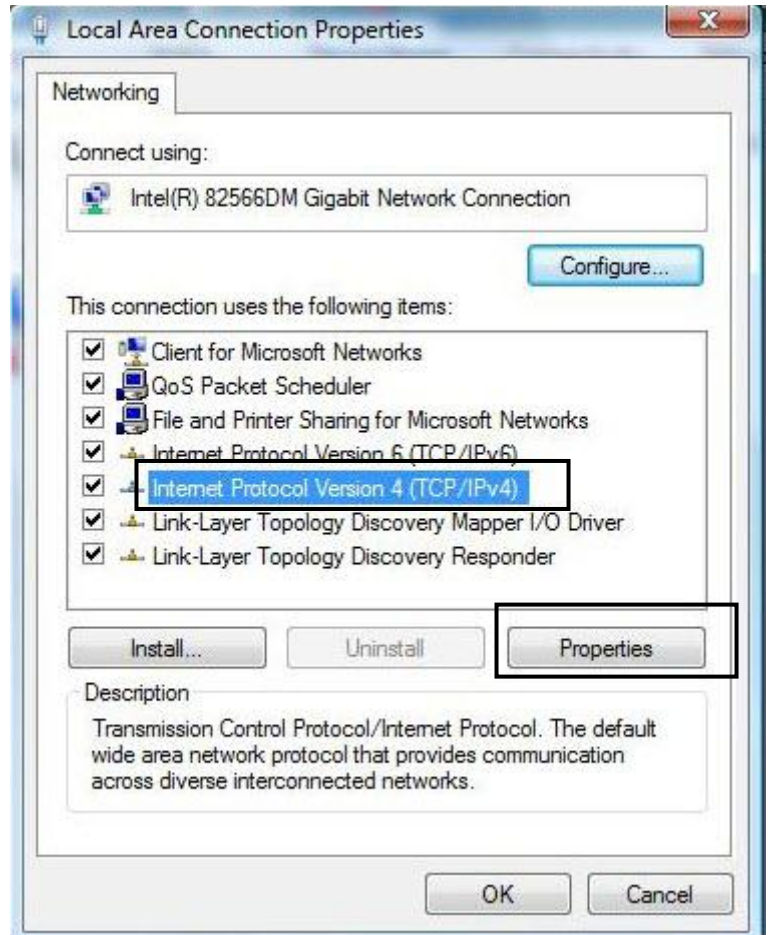 Local Area Connection Properties
Networking
Connect using:
Intel(R) 82566DM Gigabit Network Connection
Configure...
This connection uses the following items:
Client for Microsoft Networks
QoS Packet Scheduler
File and Printer Sharing for Microsoft Networks
Internet Protocol Version 6 (TCP/IPv6)
Internet Protocol Version 4 (TCP/IPv4)
Link-Layer Topology Discovery Mapper I/O Driver
Link-Layer Topology Discovery Responder
Install... Uninstall Properties
Description
Transmission Control Protocol/Internet Protocol. The default
wide area network protocol that provides communication
across diverse interconnected networks.
OK Cancel